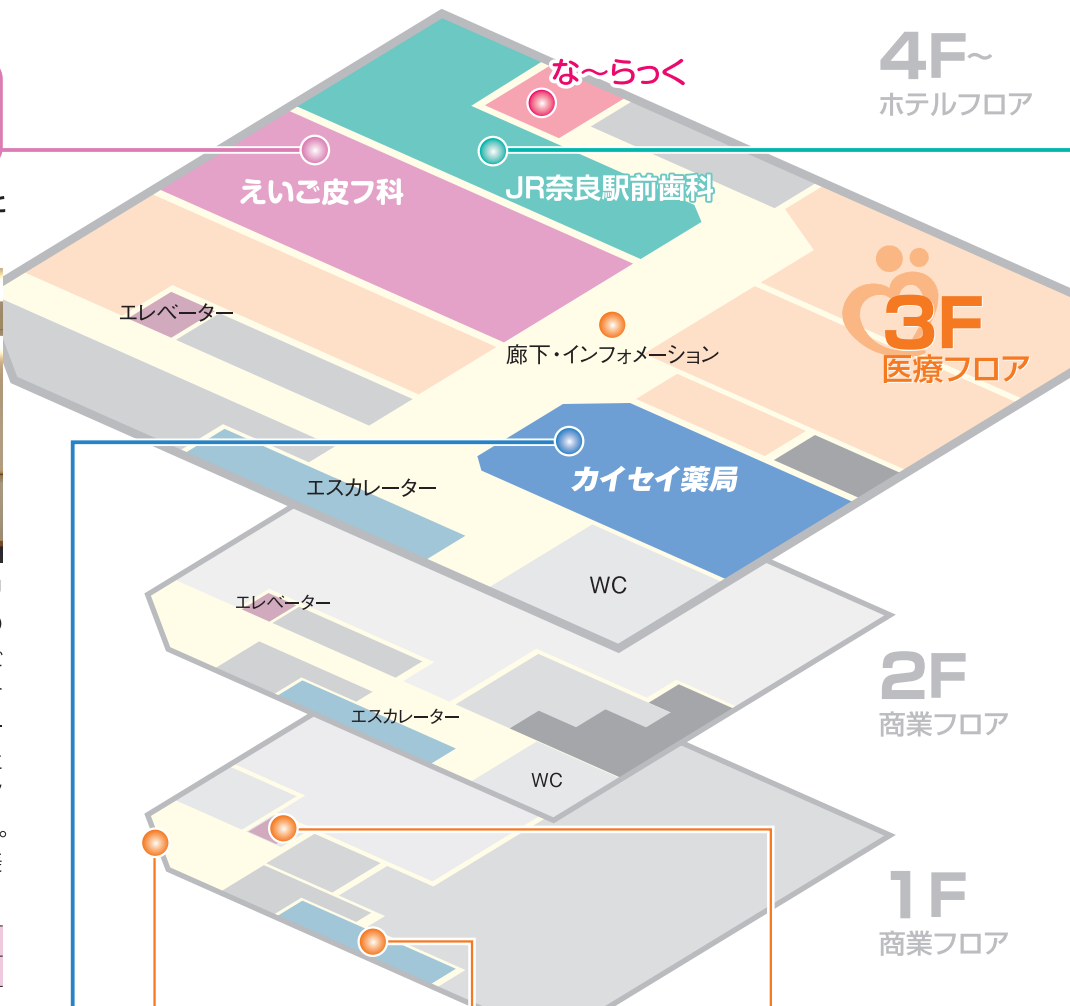 4F～
ホテルフロア
な～らっく
えいご皮フ科
JR奈良駅前歯科
エレベーター
廊下・インフォメーション
3F
医療フロア
カイセイ薬局
エスカレーター
WC
エレベーター
2F
商業フロア
エスカレーター
WC
1F
商業フロア